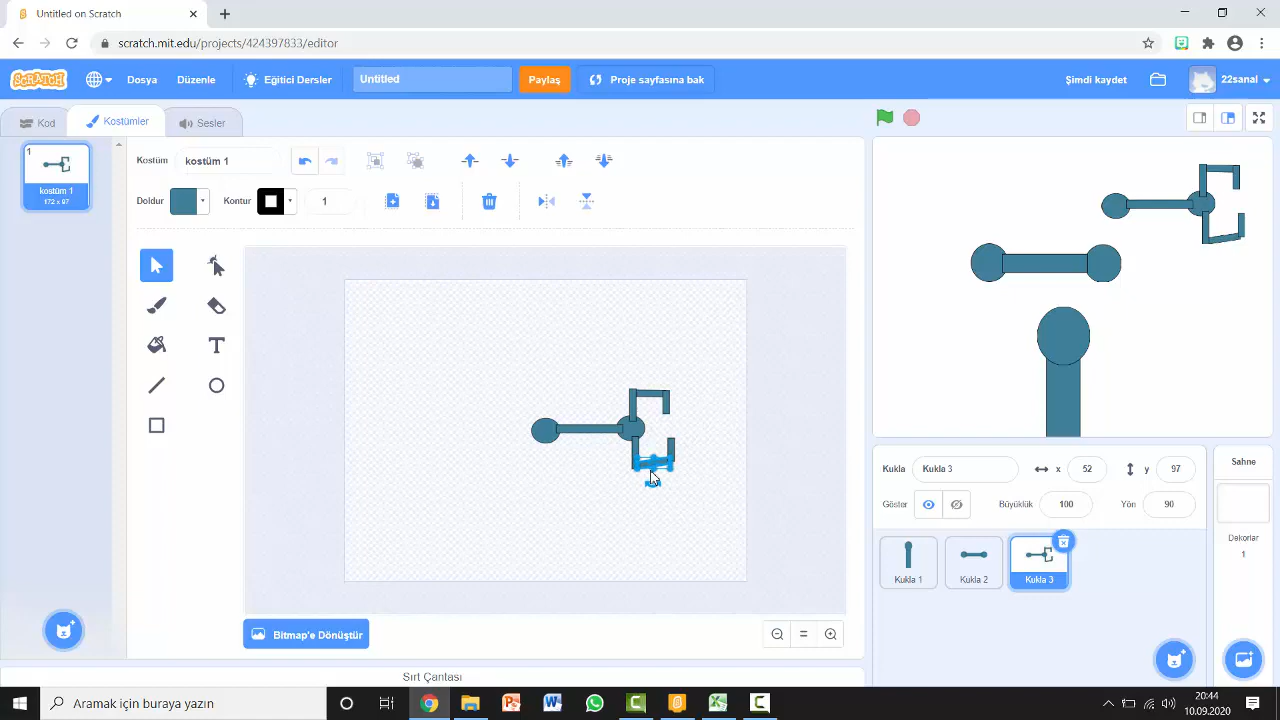 Untitled on Scratch
scratch.mit.edu/projects/424397833/editor
SCRATCH
Dosya
Düzenle
Eğitici Dersler
Untitled
Paylaş
Proje sayfasına bak
Şimdi kaydet
22sanal
Kod
Kostümler
Sesler
1
kostüm 1
172 x 97
Kostüm
kostüm 1
Doldur
Kontur
1
T
Bitmap'e Dönüştür
Sırt Çantası
Kukla
Kukla 3
x
52
y
97
Göster
Büyüklük
100
Yön
90
Kukla 1
Kukla 2
Kukla 3
Sahne
Dekorlar
1
Aramak için buraya yazın
20:44
10.09.2020